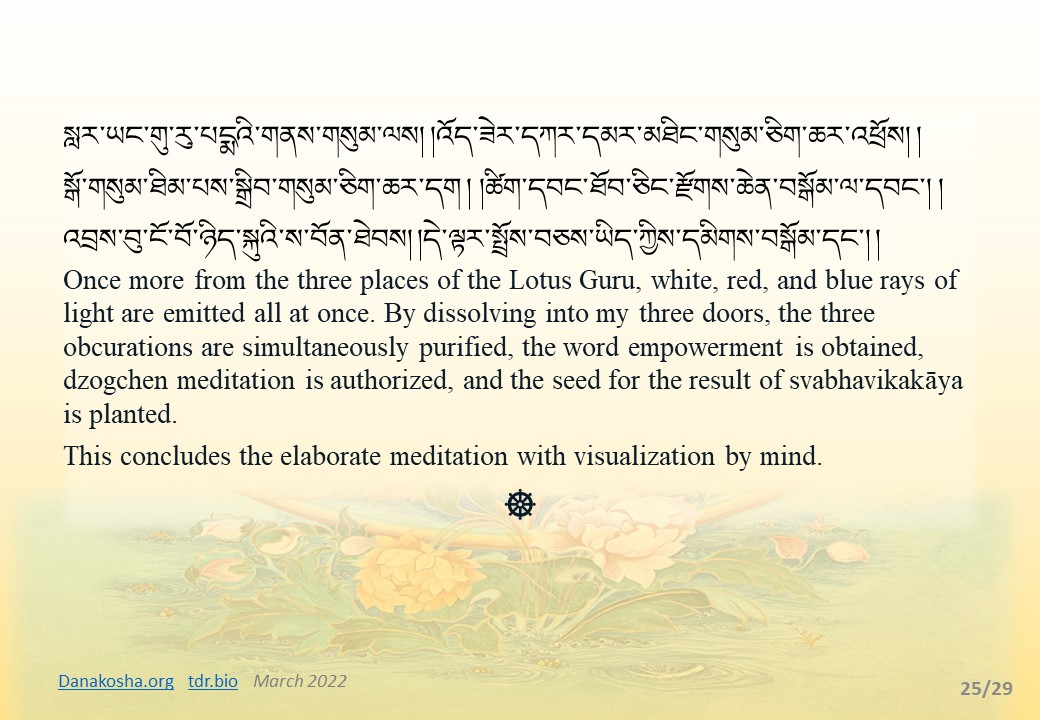 སླར་ཡང་གུ་རུ་པདྨའི་གནས་གསུམ་ལས། །འོད་ཟེར་དཀར་དམར་མཐིང་གསུམ་ཅིག་ཆར་འཕྲོས། །
སྒོ་གསུམ་ཐིམ་པས་སྒྲིབ་གསུམ་ཅིག་ཆར་དག །ཚིག་དབང་ཐོབ་ཅིང་རྫོགས་ཆེན་བསྒོམ་ལ་དབང་། །
འབྲས་བུ་ངོ་བོ་ཉིད་སྐུའི་ས་བོན་ཐེབས། །དེ་ལྟར་སྤྲོས་བཅས་ཡིད་ཀྱིས་དམིགས་བསྒོམ་དང་། །
Once more from the three places of the Lotus Guru, white, red, and blue rays of
light are emitted all at once. By dissolving into my three doors, the three
obcurations are simultaneously purified, the word empowerment is obtained,
dzogchen meditation is authorized, and the seed for the result of svabhavikakāya
is planted.
This concludes the elaborate meditation with visualization by mind.
Danakosha.org tdr.bio March 2022
25/29